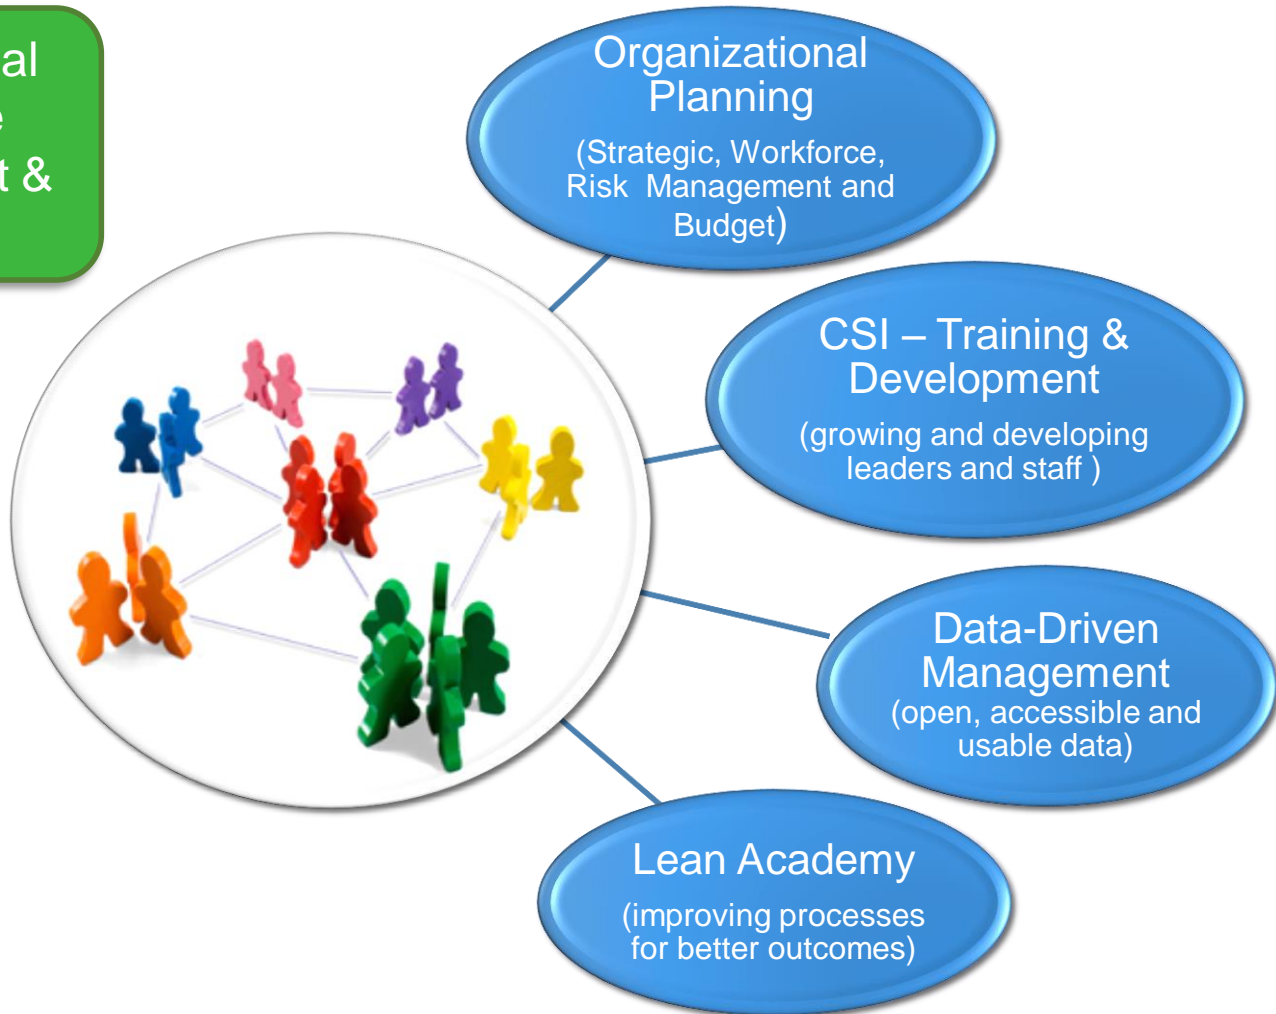 al
e
t &
Organizational
Planning
(Strategic, Workforce,
Risk Management and
Budget)
CSI – Training &
Development
(growing and developing
leaders and staff )
Data-Driven
Management
(open, accessible and
usable data)
Lean Academy
(improving processes
for better outcomes)